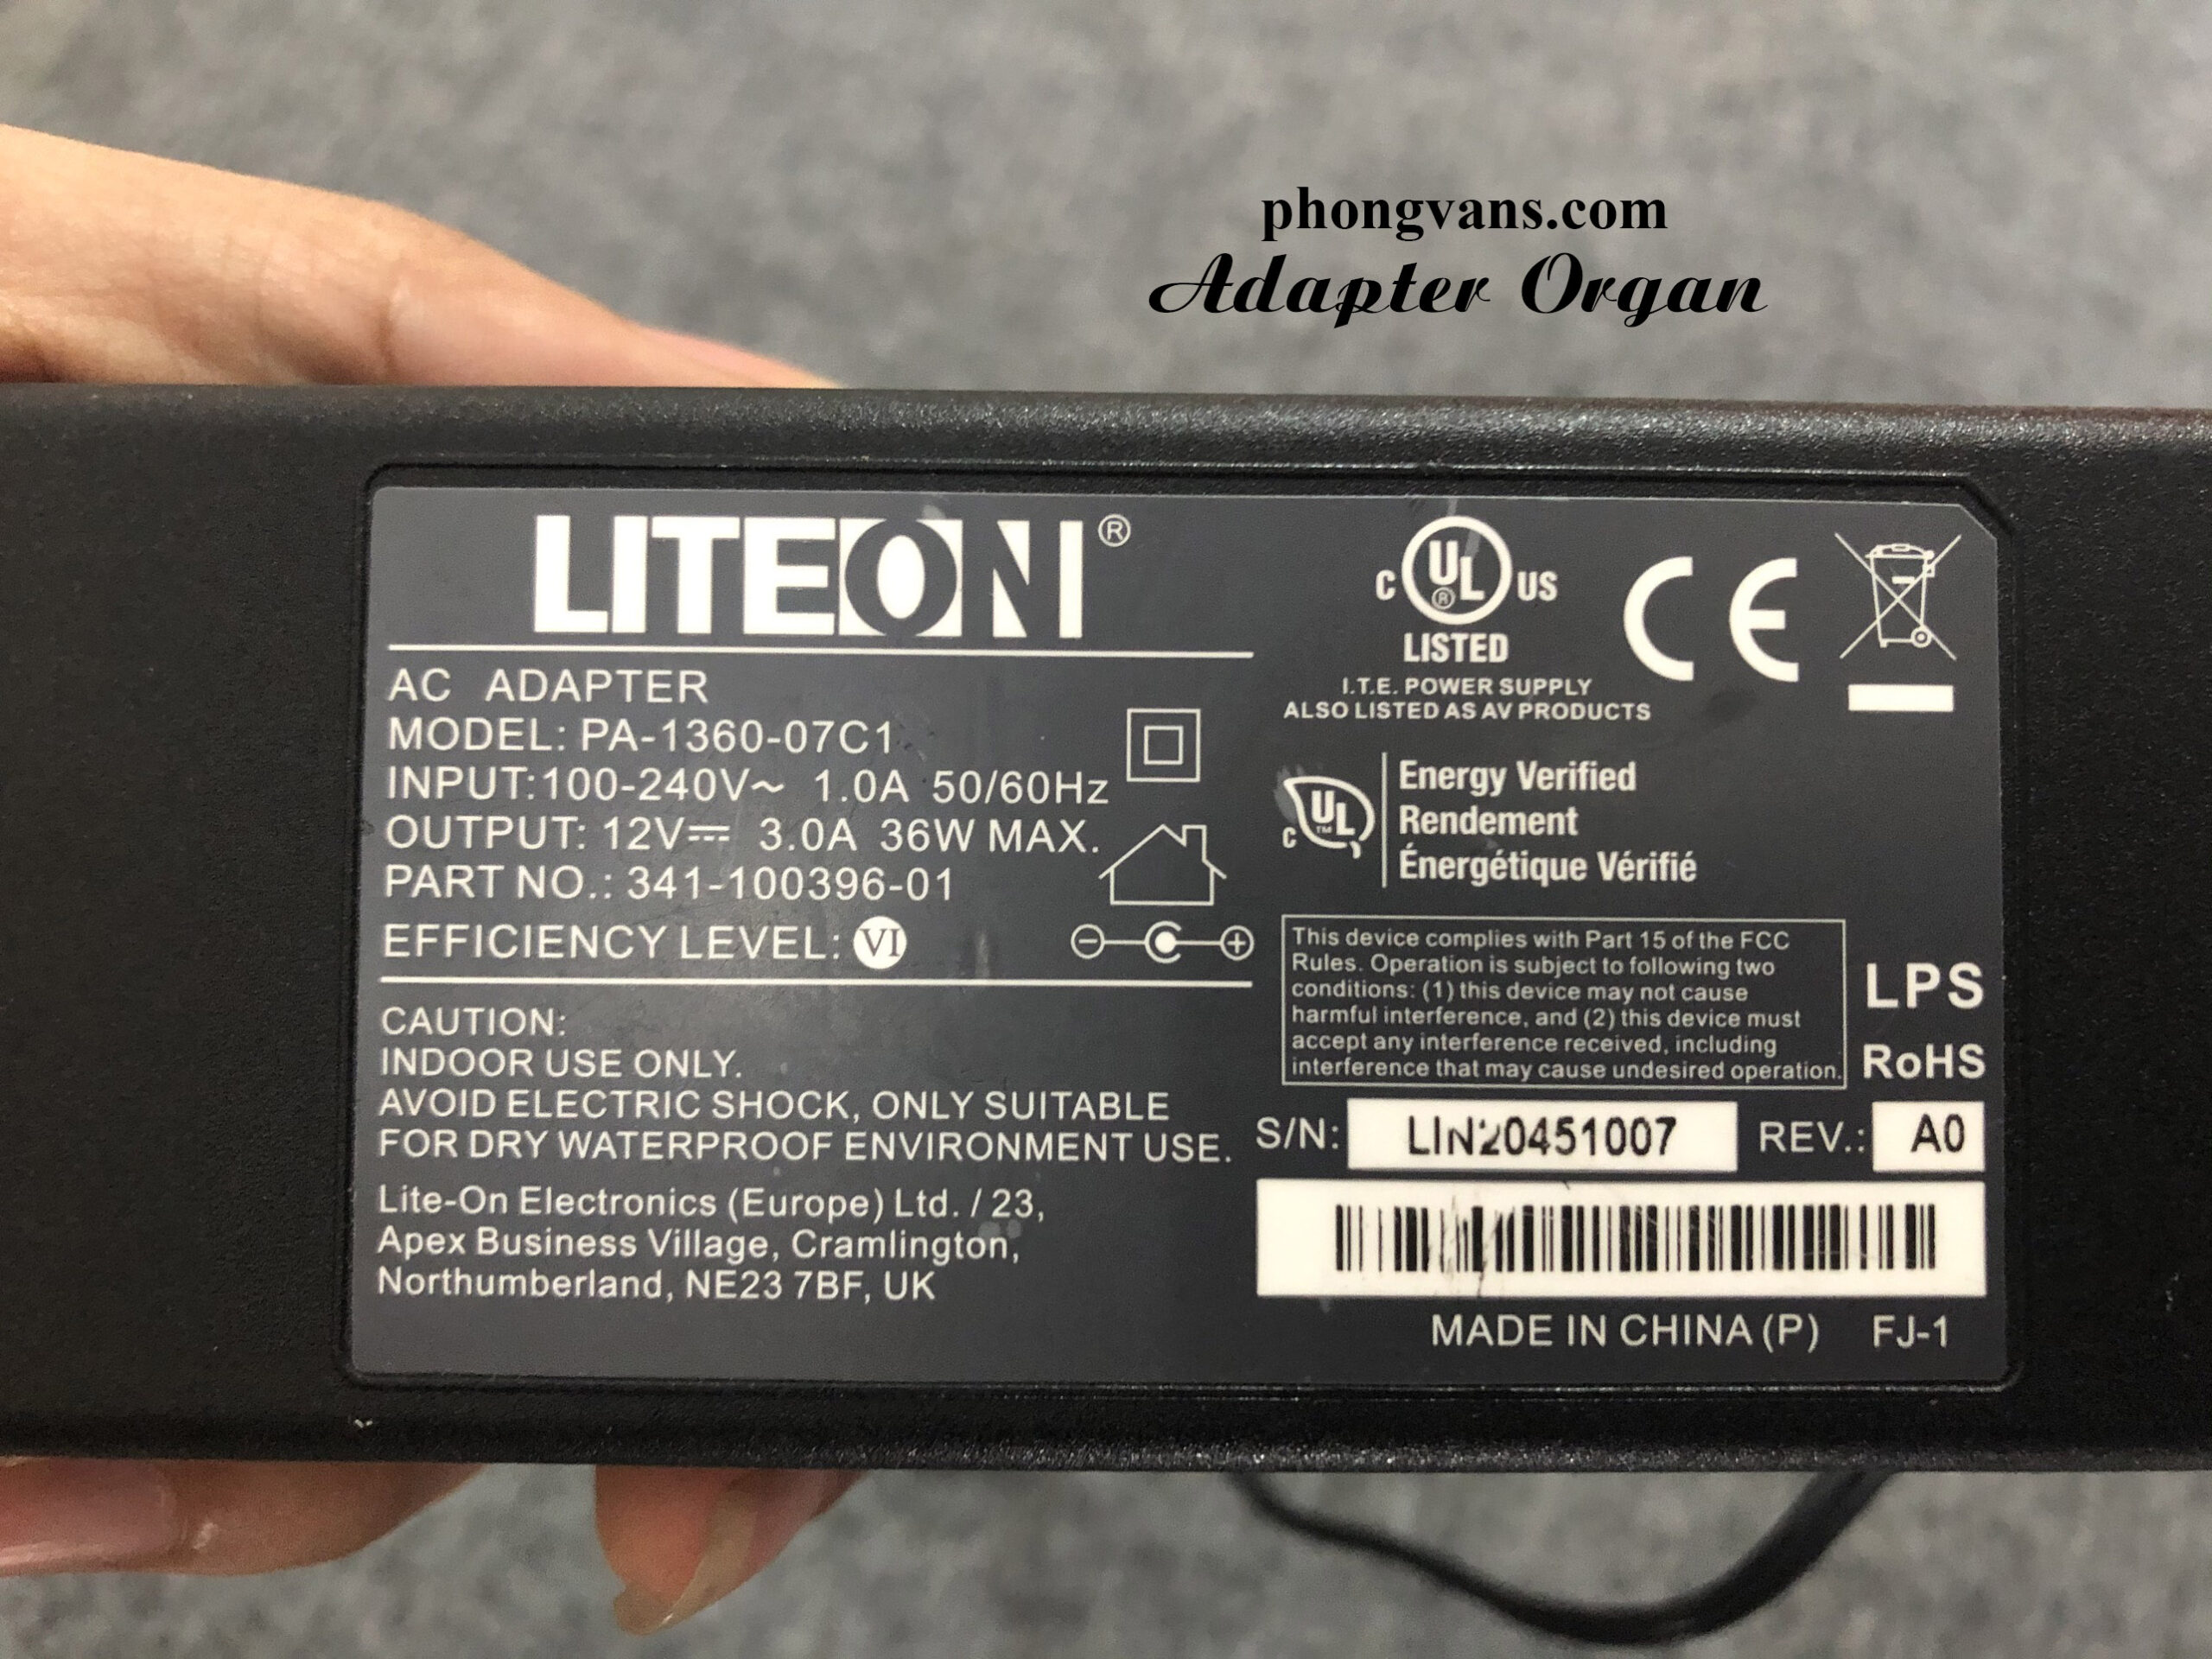 phongvans.com
Adapter Organ
LITEON®
AC ADAPTER
MODEL: PA-1360-07C1
INPUT:100-240V~ 1.0A 50/60Hz
OUTPUT: 12V⎓ 3.0A 36W MAX.
PART NO.: 341-100396-01
EFFICIENCY LEVEL: VI
CAUTION:
INDOOR USE ONLY.
AVOID ELECTRIC SHOCK, ONLY SUITABLE
FOR DRY WATERPROOF ENVIRONMENT USE.
Lite-On Electronics (Europe) Ltd. / 23,
Apex Business Village, Cramlington,
Northumberland, NE23 7BF, UK
C UL® US
LISTED
CE
I.T.E. POWER SUPPLY
ALSO LISTED AS AV PRODUCTS
C UL™
Energy Verified
Rendement
Énergétique Vérifié
This device complies with Part 15 of the FCC
Rules. Operation is subject to following two
conditions: (1) this device may not cause
harmful interference, and (2) this device must
accept any interference received, including
interference that may cause undesired operation.
LPS
RoHS
S/N: LIN20451007 REV.: A0
MADE IN CHINA (P) FJ-1